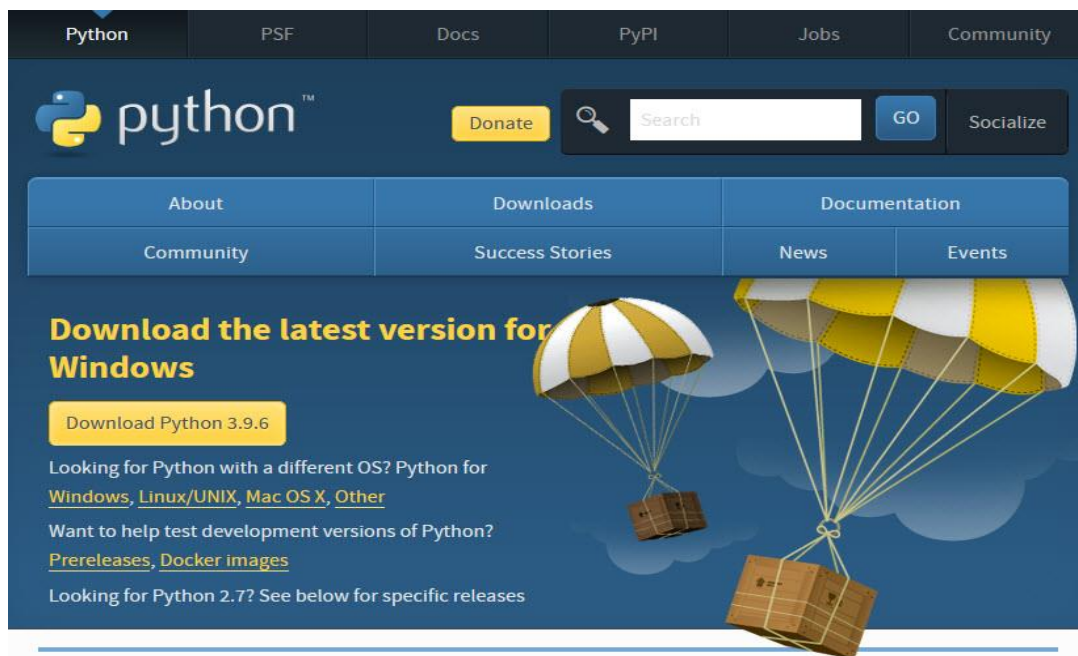 Python PSF Docs PyPI Jobs Community
python™
Donate Search GO Socialize
About Downloads Documentation
Community Success Stories News Events
Download the latest version for
Windows
Download Python 3.9.6
Looking for Python with a different OS? Python for
Windows, Linux/UNIX, Mac OS X, Other
Want to help test development versions of Python?
Prereleases, Docker images
Looking for Python 2.7? See below for specific releases